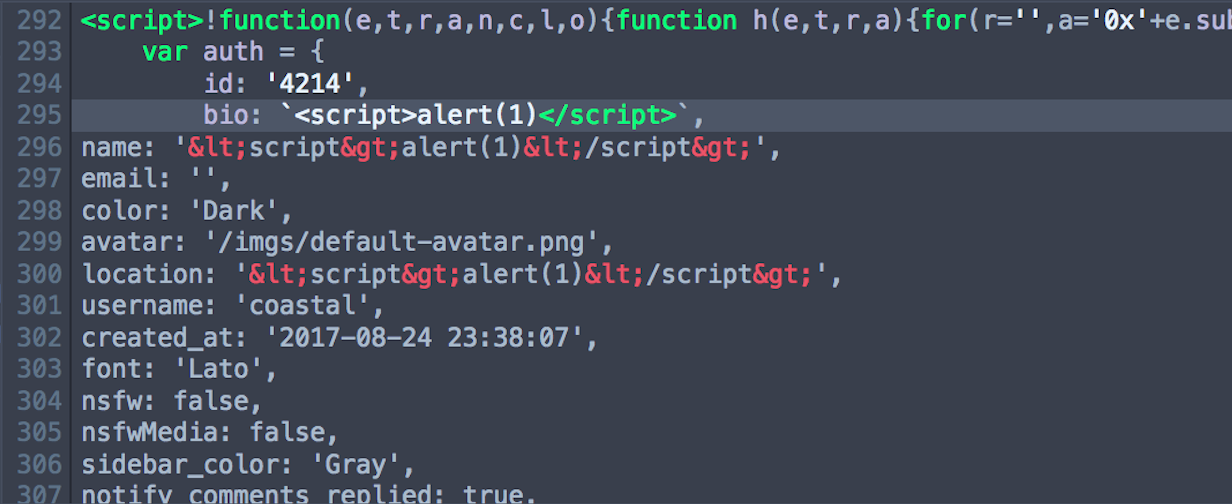 292 <script>!function(e,t,r,a,n,c,l,o){function h(e,t,r,a){for(r='',a='0x'+e.sub
293 var auth = {
294 id: '4214',
295 bio: `<script>alert(1)</script>`,
296 name: '&lt;script&gt;alert(1)&lt;/script&gt;',
297 email: '',
298 color: 'Dark',
299 avatar: '/imgs/default-avatar.png',
300 location: '&lt;script&gt;alert(1)&lt;/script&gt;',
301 username: 'coastal',
302 created_at: '2017-08-24 23:38:07',
303 font: 'Lato',
304 nsfw: false,
305 nsfwMedia: false,
306 sidebar_color: 'Gray',
307 notify_comments_replied: true,